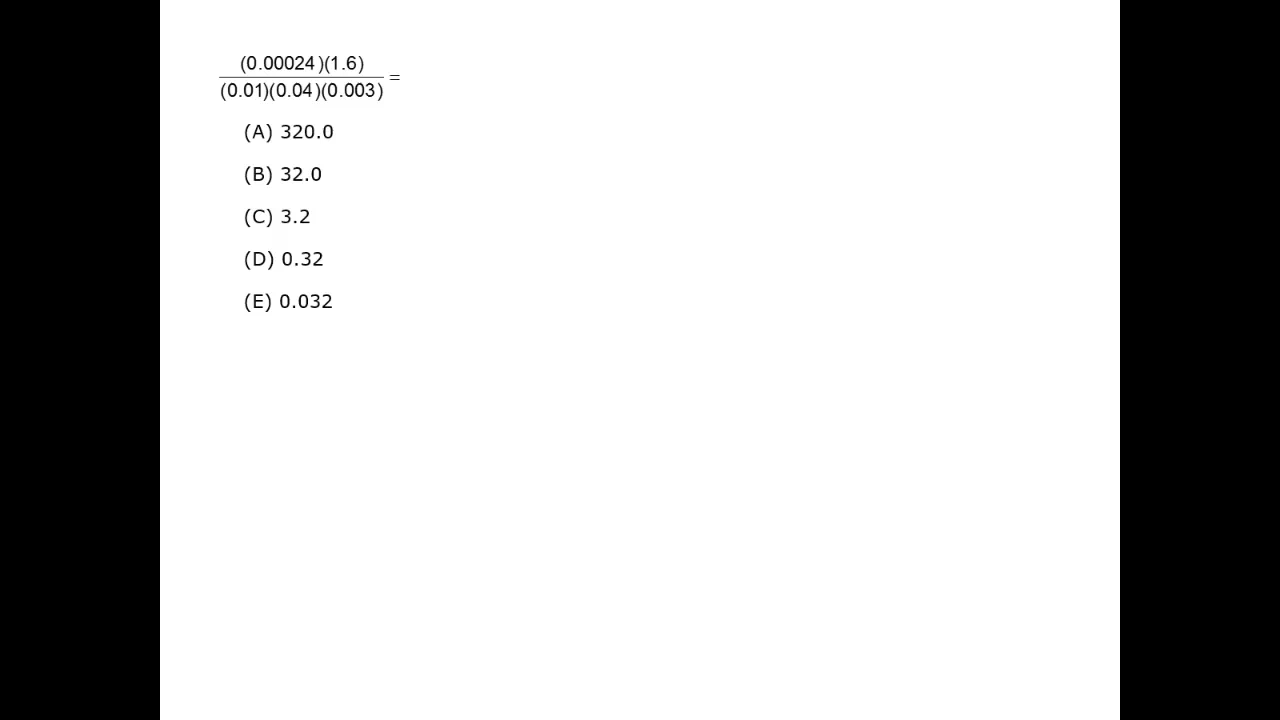 (0.00024)(1.6)
(0.01)(0.04)(0.003) =
(A) 320.0
(B) 32.0
(C) 3.2
(D) 0.32
(E) 0.032